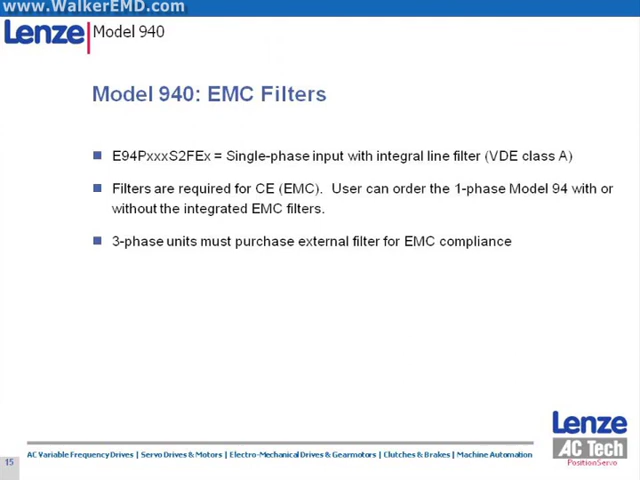 www.WalkerEMD.com
Lenze Model 940
Model 940: EMC Filters
E94PxxxS2FEx = Single-phase input with integral line filter (VDE class A)
Filters are required for CE (EMC). User can order the 1-phase Model 94 with or
without the integrated EMC filters.
3-phase units must purchase external filter for EMC compliance
Lenze
AC Tech
PositionServo
15 AC Variable Frequency Drives | Servo Drives & Motors | Electro-Mechanical Drives & Gearmotors | Clutches & Brakes | Machine Automation